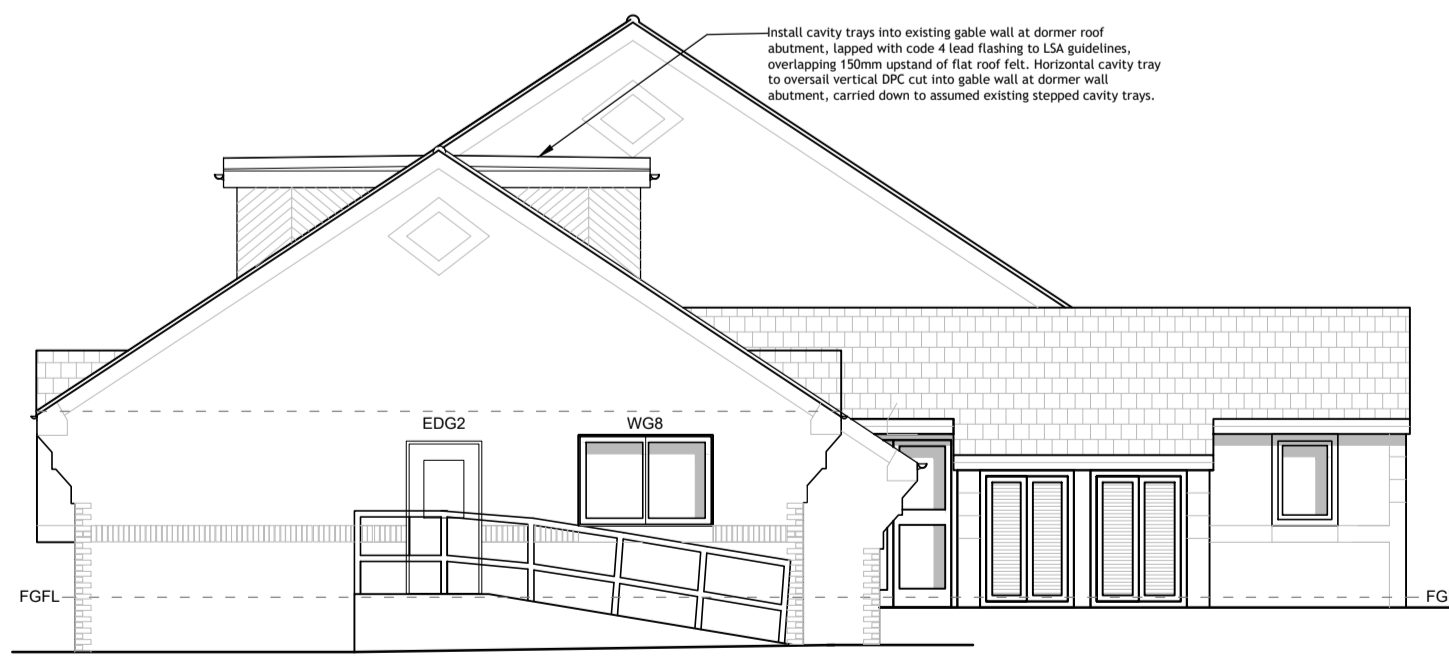 Install cavity trays into existing gable wall at dormer roof
abutment, lapped with code 4 lead flashing to LSA guidelines,
overlapping 150mm upstand of flat roof felt. Horizontal cavity tray
to oversail vertical DPC cut into gable wall at dormer wall
abutment, carried down to assumed existing stepped cavity trays.
EDG2
WG8
FGFL
FG